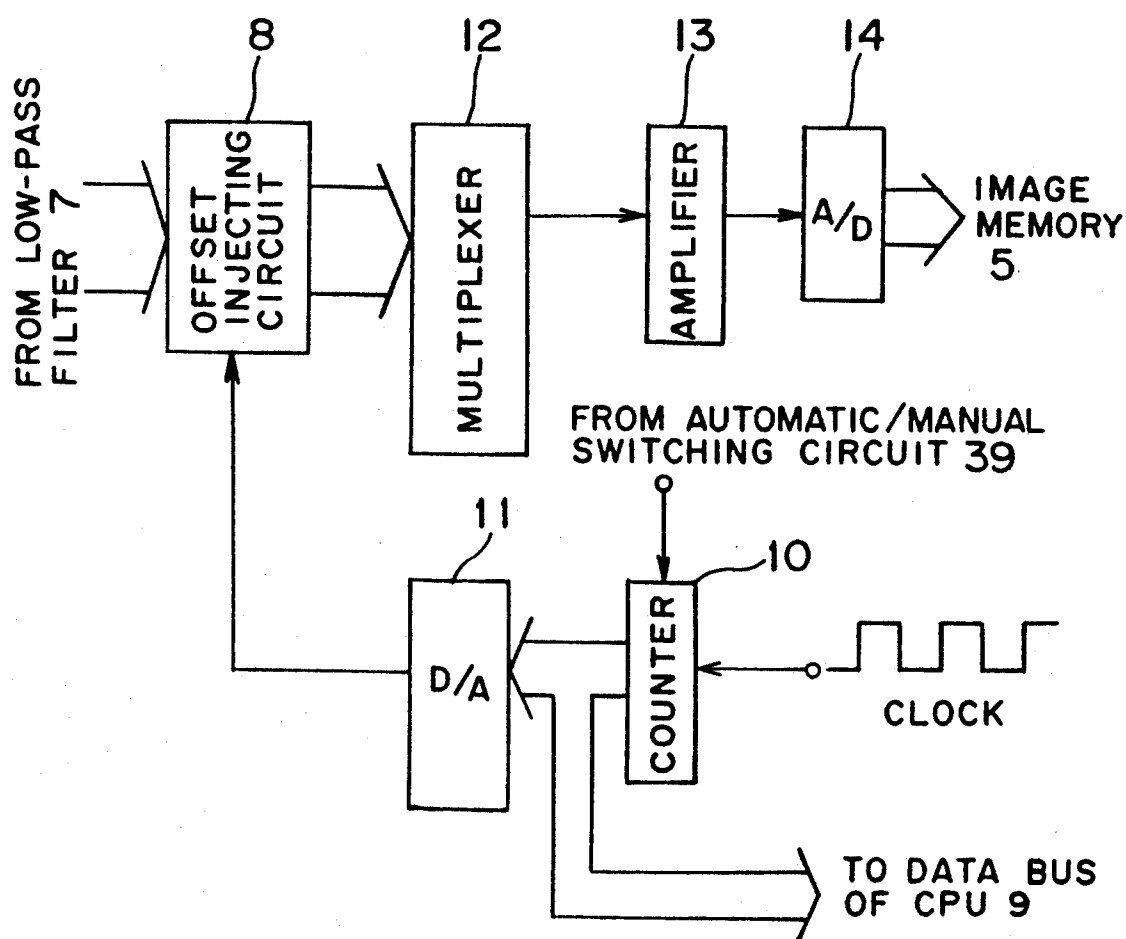 8
12
13
14
FROM LOW-PASS
FILTER 7
OFFSET
INJECTING
CIRCUIT
MULTIPLEXER
AMPLIFIER
A/D
IMAGE
MEMORY
5
FROM AUTOMATIC/MANUAL
SWITCHING CIRCUIT 39
11
10
D/A
COUNTER
CLOCK
TO DATA BUS
OF CPU 9